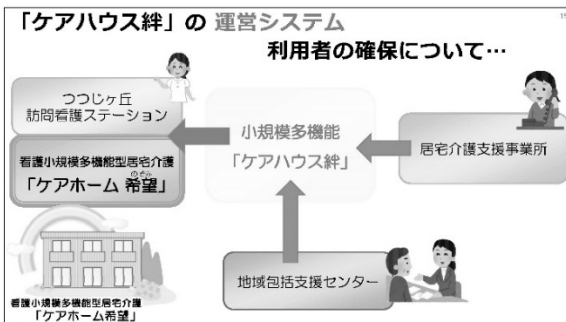 「ケアハウス絆」の 運営システム
利用者の確保について…
つつじヶ丘
訪問看護ステーション
看護小規模多機能型居宅介護
のぞみ
「ケアホーム 希望」
小規模多機能
「ケアハウス絆」
居宅介護支援事業所
地域包括支援センター
看護小規模多機能型居宅介護
「ケアホーム希望」